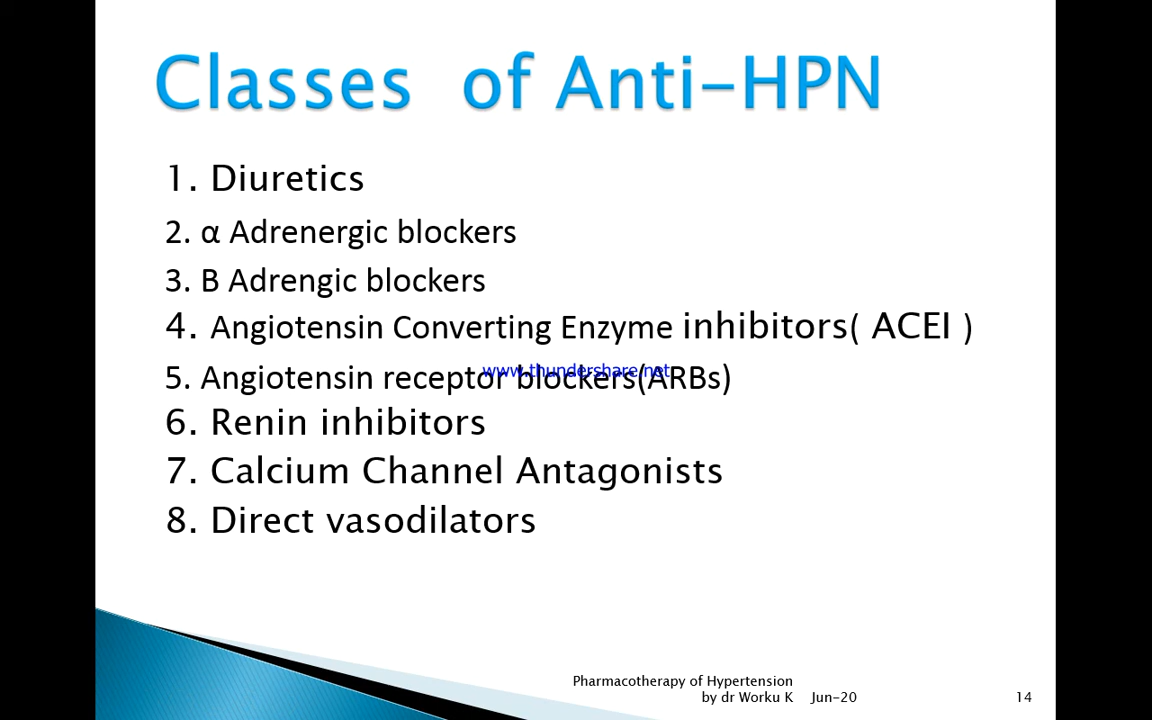 Classes of Anti-HPN
1. Diuretics
2. α Adrenergic blockers
3. B Adrengic blockers
4. Angiotensin Converting Enzyme inhibitors( ACEI )
www.thundershare.net
5. Angiotensin receptor blockers(ARBs)
6. Renin inhibitors
7. Calcium Channel Antagonists
8. Direct vasodilators
Pharmacotherapy of Hypertension
by dr Worku K Jun-20 14